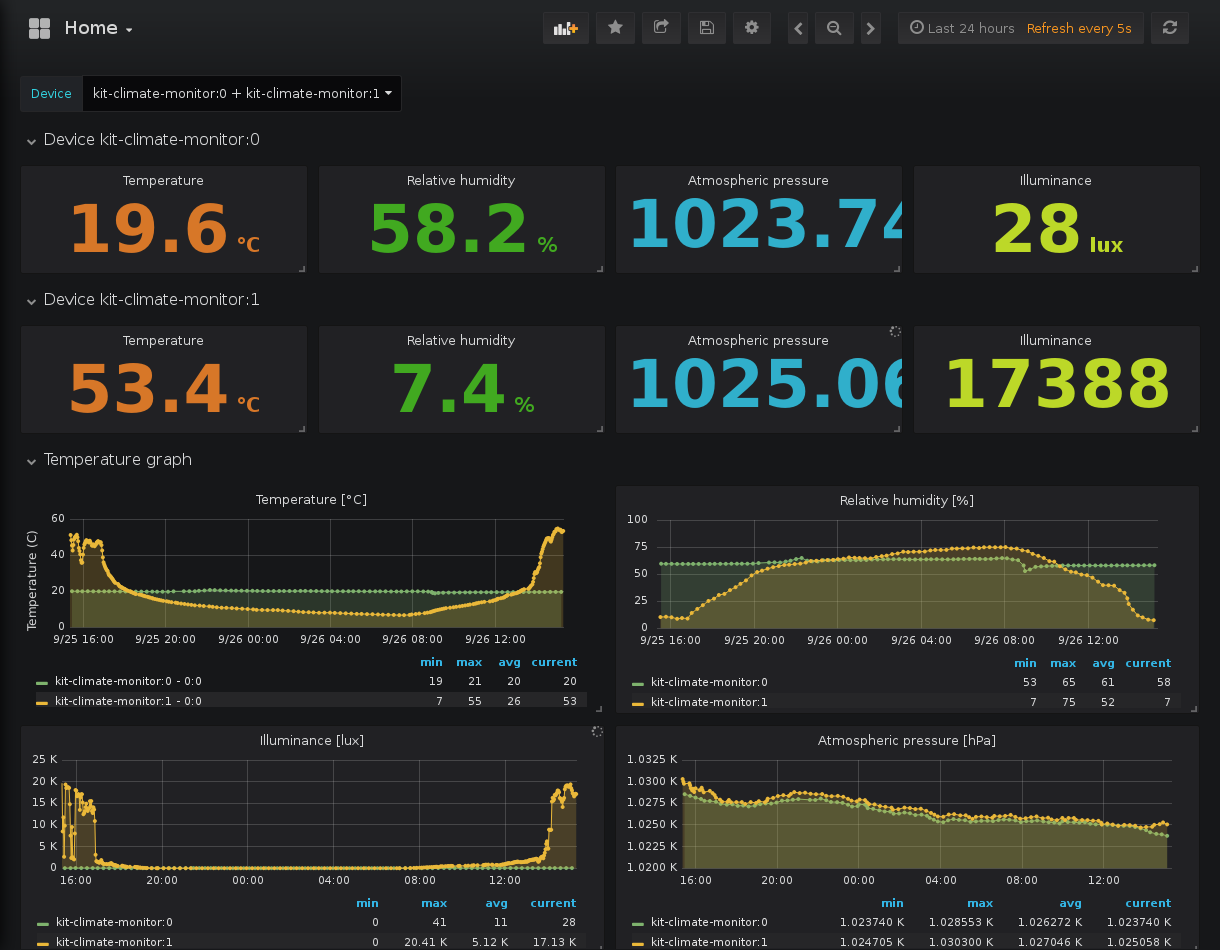 Home
Last 24 hours Refresh every 5s
Device kit-climate-monitor:0 + kit-climate-monitor:1
Device kit-climate-monitor:0
Temperature Relative humidity Atmospheric pressure Illuminance
19.6 °C 58.2 % 1023.74 28 lux
Device kit-climate-monitor:1
Temperature Relative humidity Atmospheric pressure Illuminance
53.4 °C 7.4 % 1025.06 17388
Temperature graph
Temperature [°C]
Temperature (C)
60
40
20
0
9/25 16:00 9/25 20:00 9/26 00:00 9/26 04:00 9/26 08:00 9/26 12:00
min max avg current
kit-climate-monitor:0 - 0:0 19 21 20 20
kit-climate-monitor:1 - 0:0 7 55 26 53
Relative humidity [%]
100
75
50
25
0
9/25 16:00 9/25 20:00 9/26 00:00 9/26 04:00 9/26 08:00 9/26 12:00
min max avg current
kit-climate-monitor:0 53 65 61 58
kit-climate-monitor:1 7 75 52 7
Illuminance [lux]
25 K
20 K
15 K
10 K
5 K
0
16:00 20:00 00:00 04:00 08:00 12:00
min max avg current
kit-climate-monitor:0 0 41 11 28
kit-climate-monitor:1 0 20.41 K 5.12 K 17.13 K
Atmospheric pressure [hPa]
1.0325 K
1.0300 K
1.0275 K
1.0250 K
1.0225 K
1.0200 K
16:00 20:00 00:00 04:00 08:00 12:00
min max avg current
kit-climate-monitor:0 1.023740 K 1.028553 K 1.026272 K 1.023740 K
kit-climate-monitor:1 1.024705 K 1.030300 K 1.027046 K 1.025058 K